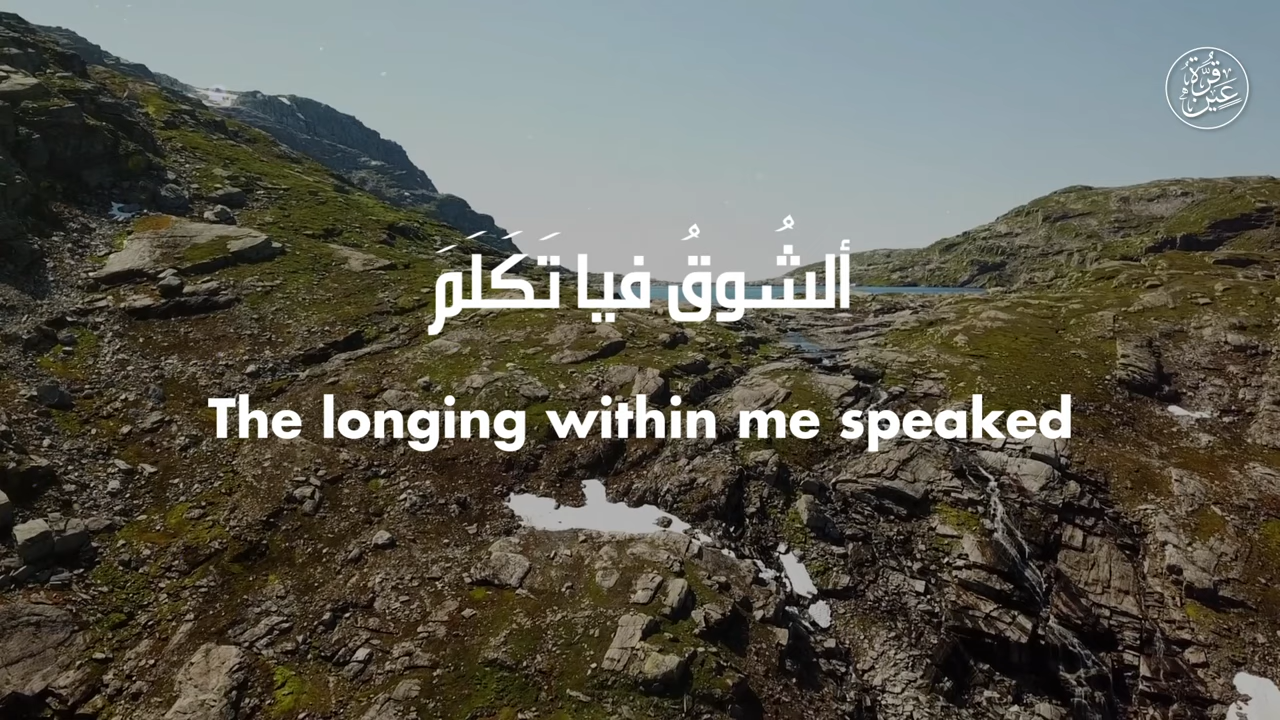 قُرَّةُ
عَيْن
ألشُوقُ فيا تَكَلَمَ
The longing within me speaked